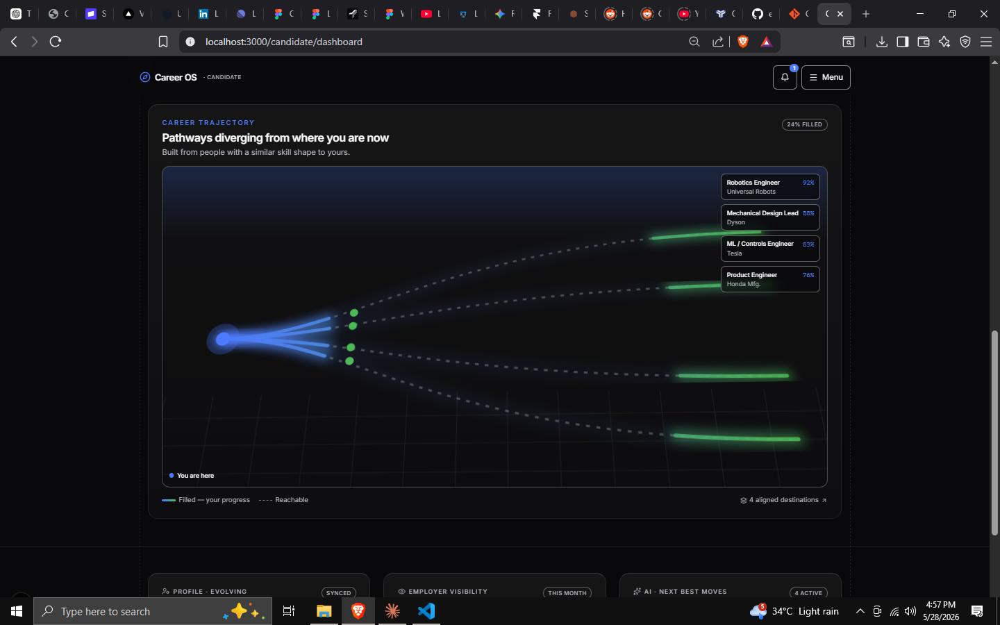 T
C
S
V
U
L
L
C
L
S
V
L
L
F
F
S
F
C
Y
C
e
C
C
localhost:3000/candidate/dashboard
Career OS · CANDIDATE
1
Menu
CAREER TRAJECTORY
24% FILLED
Pathways diverging from where you are now
Built from people with a similar skill shape to yours.
Robotics Engineer 92%
Universal Robots
Mechanical Design Lead 88%
Dyson
ML / Controls Engineer 83%
Tesla
Product Engineer 76%
Honda Mfg.
You are here
Filled — your progress Reachable
4 aligned destinations
PROFILE · EVOLVING SYNCED
EMPLOYER VISIBILITY THIS MONTH
AI · NEXT BEST MOVES 4 ACTIVE
Type here to search
5
34°C Light rain
4:57 PM
5/28/2026